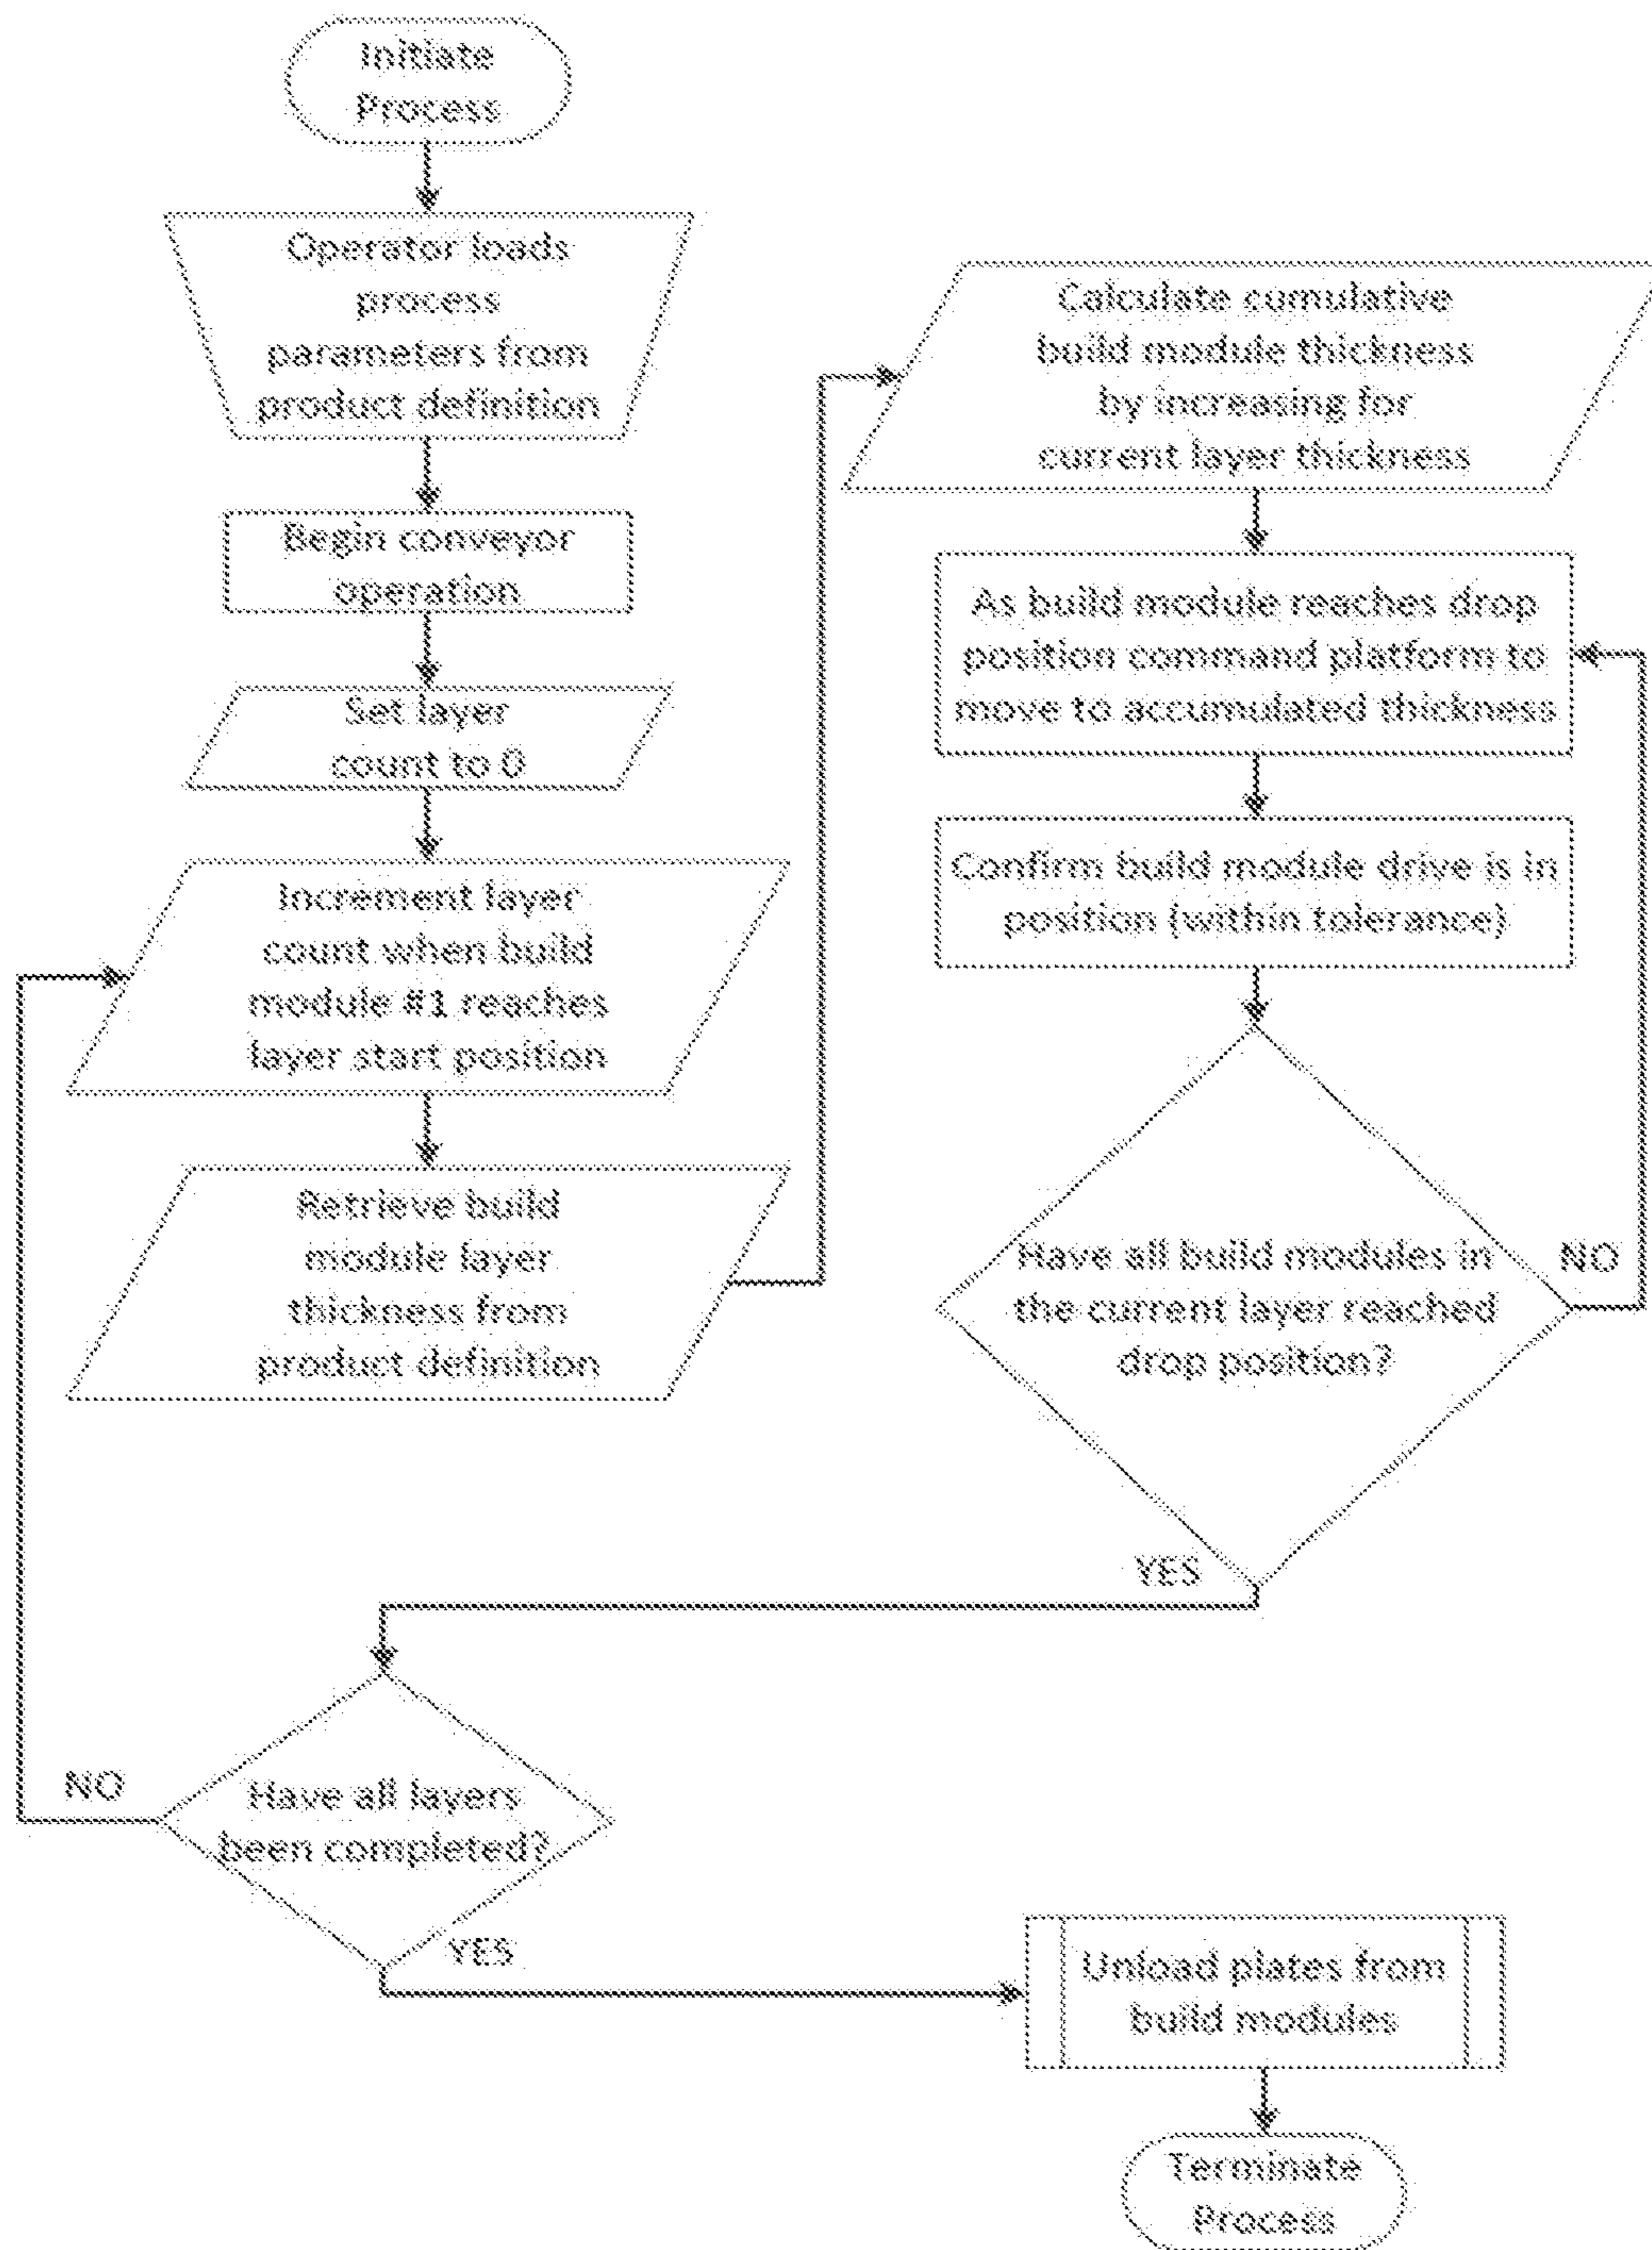 Initiate
Process
Operator loads
process
parameters from
product definition
Begin conveyor
operation
Set layer
count to 0
Increment layer
count when build
module #1 reaches
layer start position
Retrieve build
module layer
thickness from
product definition
Calculate cumulative
build module thickness
by increasing for
current layer thickness
As build module reaches drop
position command platform to
move to accumulated thickness
Confirm build module drive is in
position (within tolerance)
Have all build modules in
the current layer reached
drop position?
NO
YES
Have all layers
been completed?
NO
YES
Unload plates from
build modules
Terminate
Process